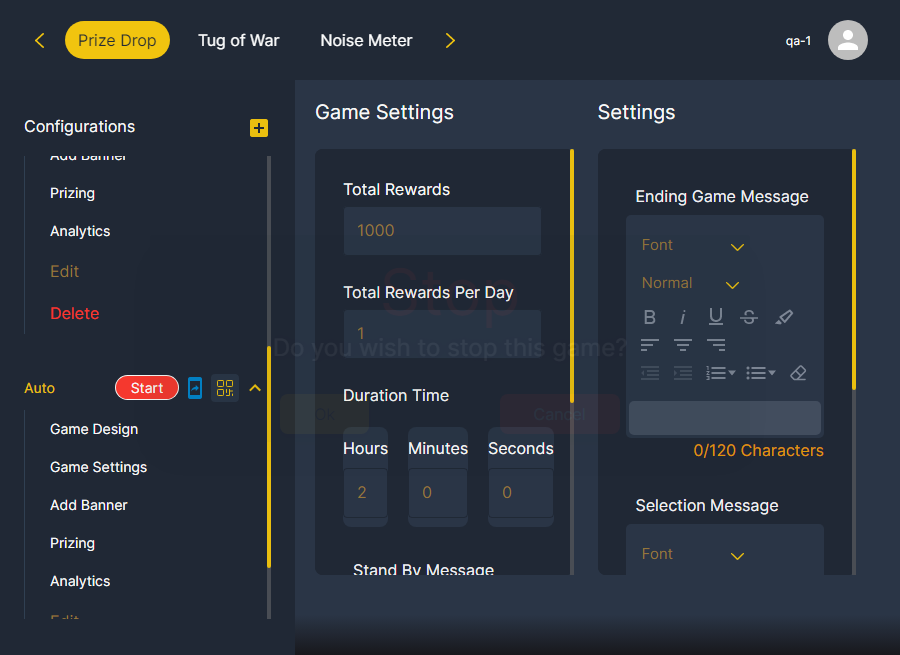 Prize Drop Tug of War Noise Meter qa-1
Configurations
Add Banner
Prizing
Analytics
Edit
Delete
Auto Start
Game Design
Game Settings
Add Banner
Prizing
Analytics
Edit
Game Settings
Total Rewards
1000
Total Rewards Per Day
1
Duration Time
Hours Minutes Seconds
2 0 0
Stand By Message
Settings
Ending Game Message
Font
Normal
0/120 Characters
Selection Message
Font
Stop
Do you wish to stop this game?
Ok Cancel